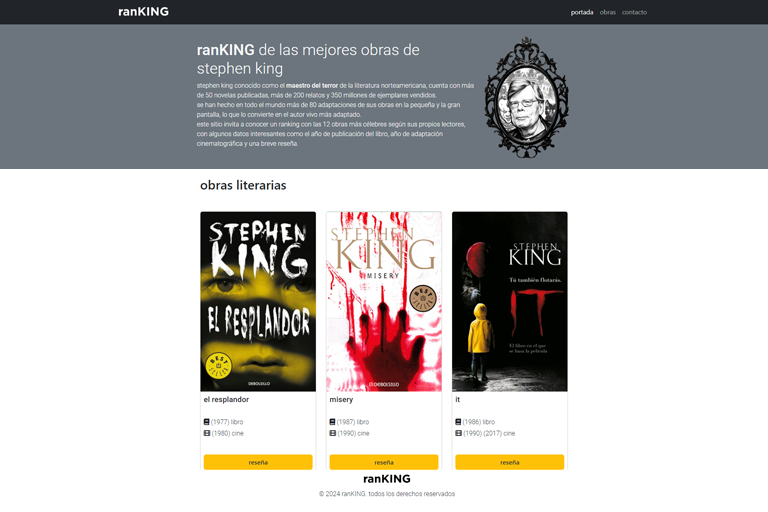 ranKING
portada obras contacto
ranKING de las mejores obras de
stephen king
stephen king conocido como el maestro del terror de la literatura norteamericana, cuenta con más
de 50 novelas publicadas, más de 200 relatos y 350 millones de ejemplares vendidos.
se han hecho en todo el mundo más de 80 adaptaciones de sus obras en la pequeña y la gran
pantalla, lo que lo convierte en el autor vivo más adaptado.
este sitio invita a conocer un ranking con las 12 obras más célebres según sus propios lectores,
con algunos datos interesantes como el año de publicación del libro, año de adaptación
cinematográfica y una breve reseña.
obras literarias
STEPHEN
KING
EL RESPLANDOR
BEST
SELLER
DEBOLS!LLO
STEPHEN
KING
MISERY
BEST
SELLER
DEBOLS!LLO
STEPHEN
KING
Tú también flotarás.
IT
El libro en el que
se basa la película
el resplandor
(1977) libro
(1980) cine
reseña
misery
(1987) libro
(1990) cine
reseña
it
(1986) libro
(1990) (2017) cine
reseña
ranKING
© 2024 ranKING. todos los derechos reservados